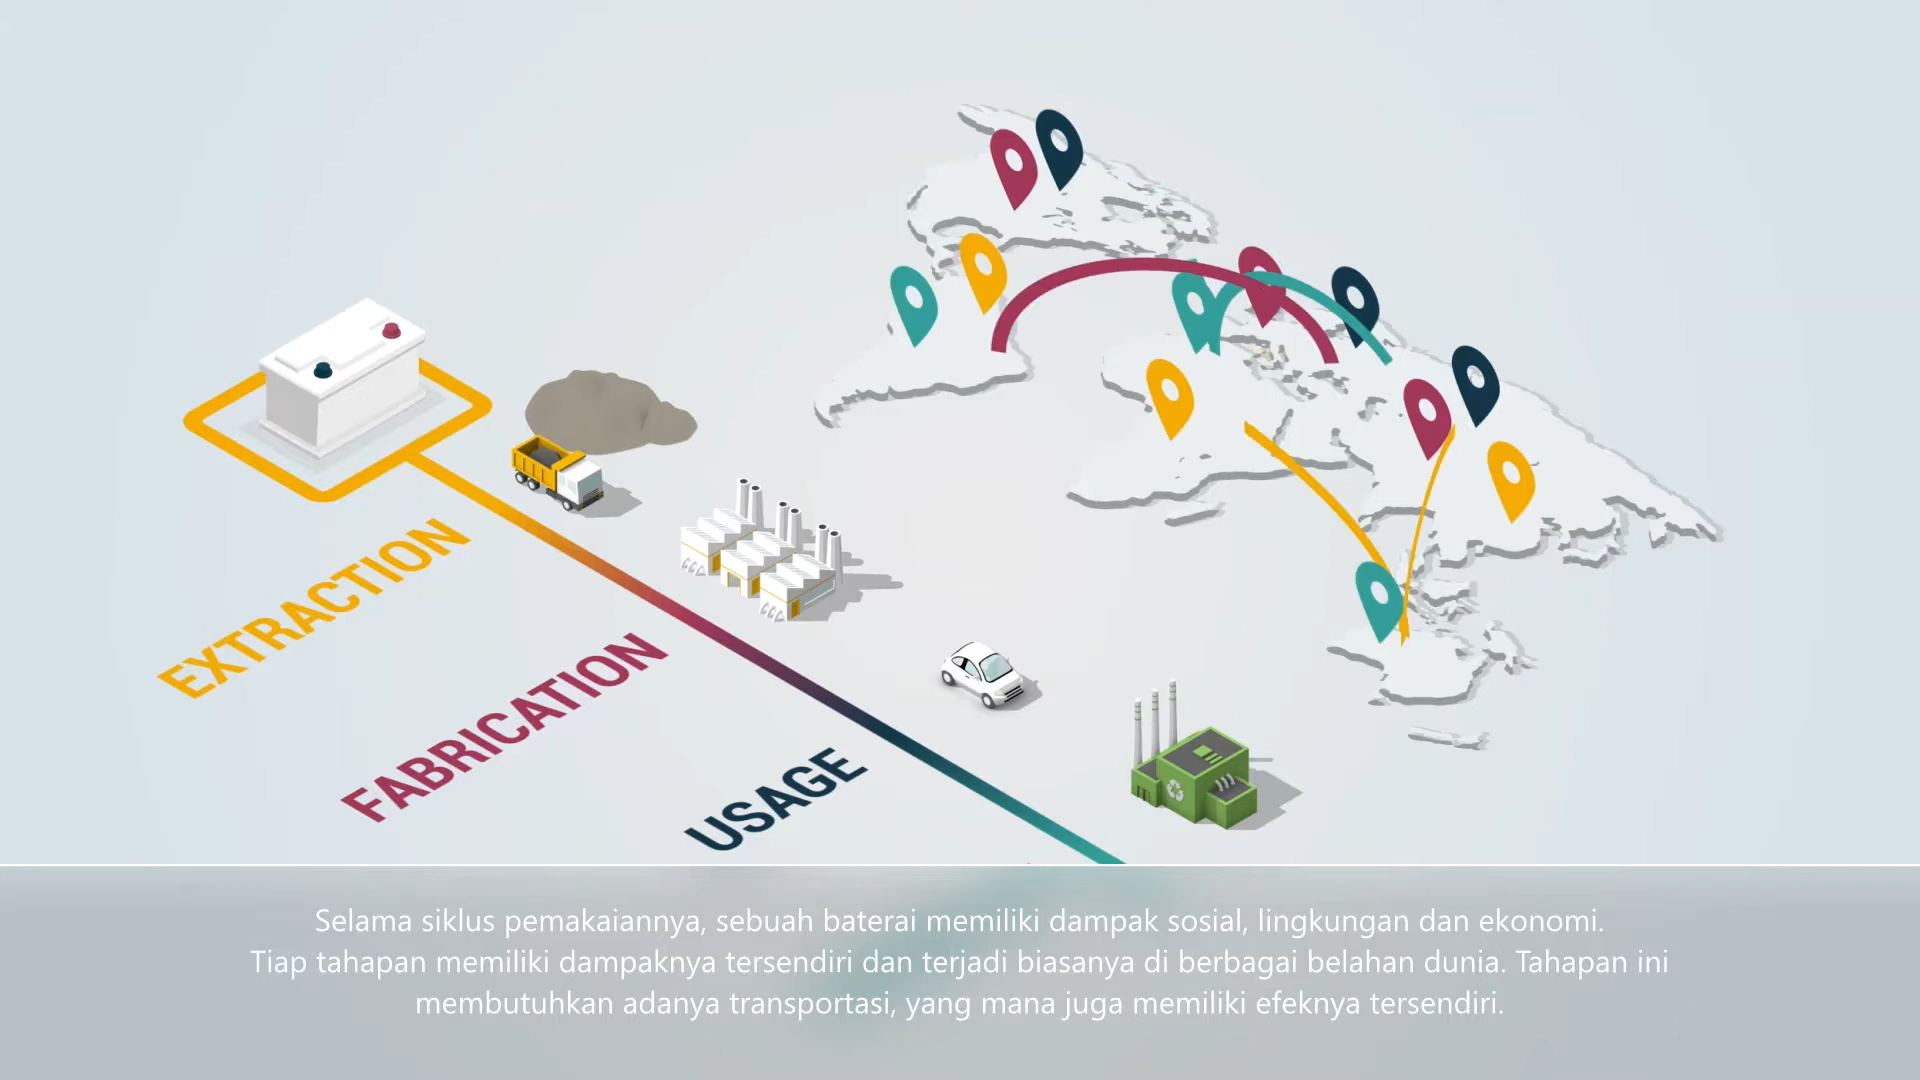 EXTRACTION
FABRICATION
USAGE
Selama siklus pemakaiannya, sebuah baterai memiliki dampak sosial, lingkungan dan ekonomi.
Tiap tahapan memiliki dampaknya tersendiri dan terjadi biasanya di berbagai belahan dunia. Tahapan ini
membutuhkan adanya transportasi, yang mana juga memiliki efeknya tersendiri.